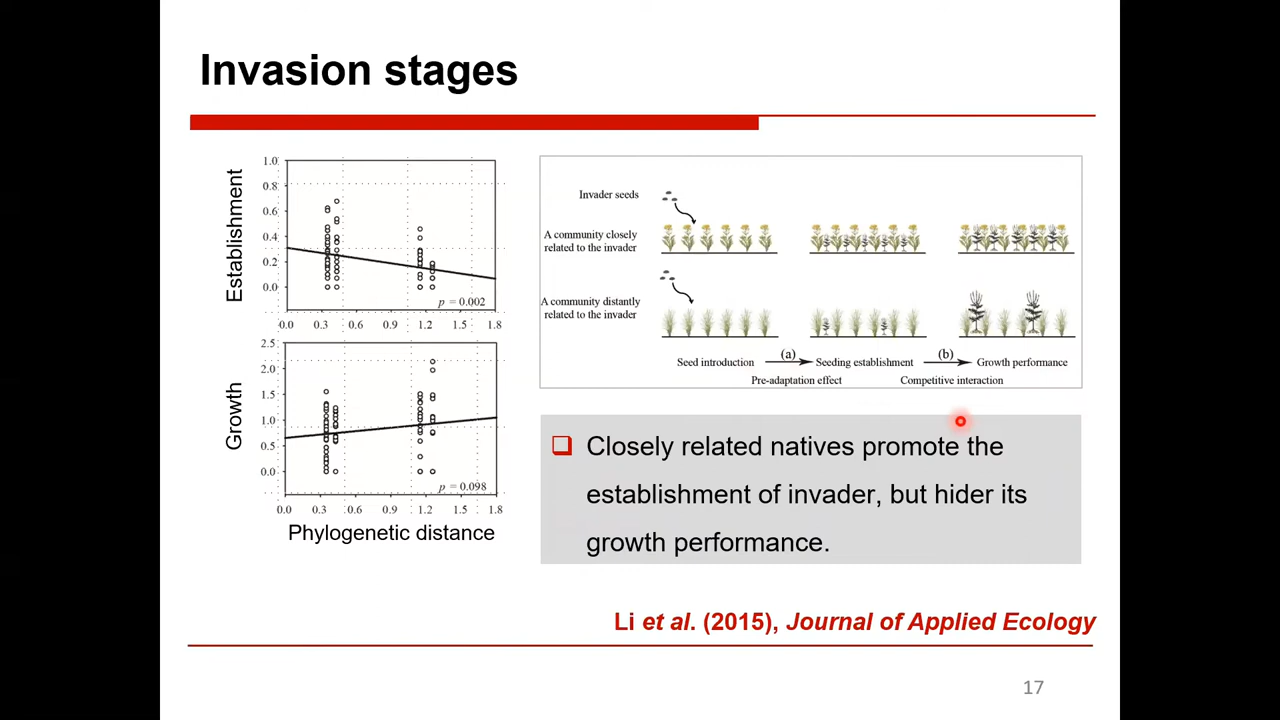 Invasion stages
Establishment
1.0
0.8
0.6
0.4
0.2
0.0
p = 0.002
0.0 0.3 0.6 0.9 1.2 1.5 1.8
Growth
2.5
2.0
1.5
1.0
0.5
0.0
p = 0.098
0.0 0.3 0.6 0.9 1.2 1.5 1.8
Phylogenetic distance
Invader seeds
A community closely
related to the invader
A community distantly
related to the invader
Seed introduction (a) Seeding establishment (b) Growth performance
Pre-adaptation effect Competitive interaction
Closely related natives promote the
establishment of invader, but hider its
growth performance.
Li et al. (2015), Journal of Applied Ecology
17